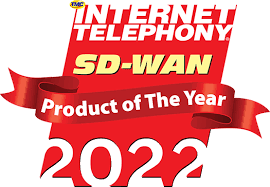 TMC
INTERNET
TELEPHONY
SD-WAN
Product of The Year
2022